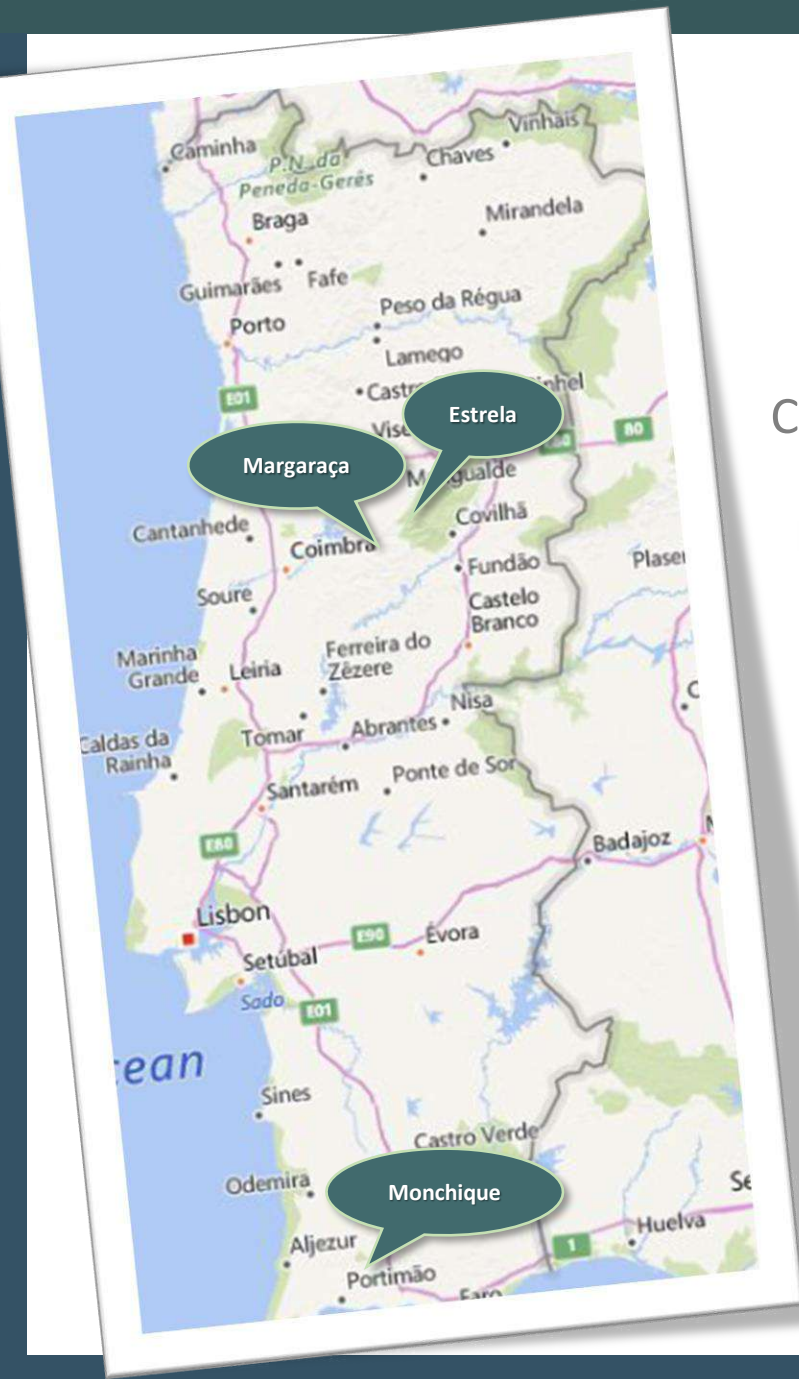 Vinhais
Caminha
P.N. da
Peneda-Gerês
Chaves
Braga
Mirandela
Guimarães
Fafe
Peso da Régua
Porto
Lamego
E01
Estrela
80
Margaraça
Covilhã
Cantanhede
Coimbra
Fundão
Soure
Castelo
Branco
Marinha
Grande
Leiria
Ferreira do
Zêzere
Nisa
Caldas da
Rainha
Tomar
Abrantes
Santarém
Ponte de Sor
E80
Badajoz
Lisbon
E90
Évora
Setúbal
Sado
E01
Sines
Castro Verde
Odemira
Monchique
Huelva
Aljezur
1
Portimão
Faro